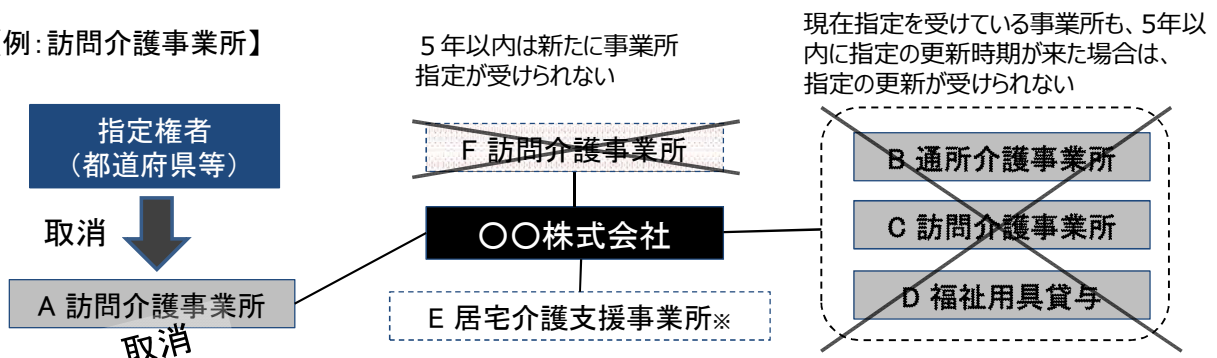 例：訪問介護事業所】
５年以内は新たに事業所
指定が受けられない
現在指定を受けている事業所も、５年以
内に指定の更新時期が来た場合は、
指定の更新が受けられない
指定権者
（都道府県等）
取消
A 訪問介護事業所
取消
F 訪問介護事業所
〇〇株式会社
E 居宅介護支援事業所※
B 通所介護事業所
C 訪問介護事業所
D 福祉用具貸与